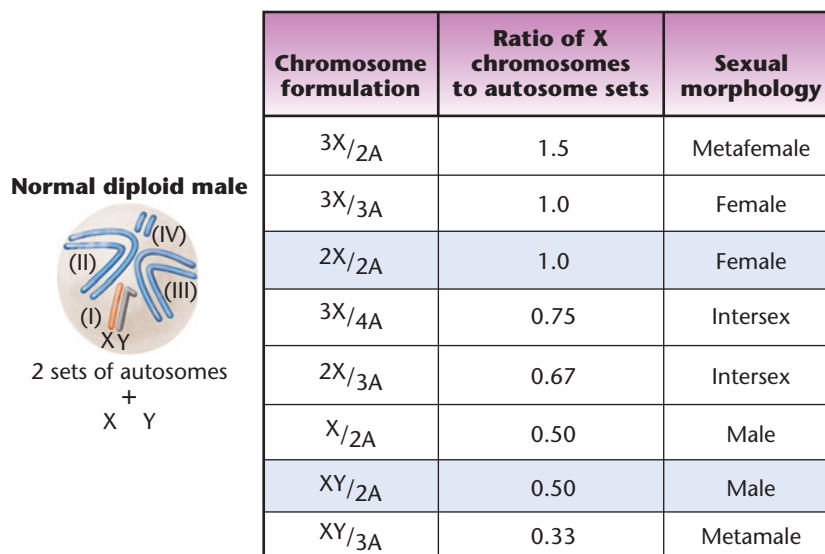 Normal diploid male
(IV)
(II)
(III)
(I)
X Y
2 sets of autosomes
+
X Y
Chromosome formulation
Ratio of X chromosomes to autosome sets
Sexual morphology
3X/2A 1.5 Metafemale
3X/3A 1.0 Female
2X/2A 1.0 Female
3X/4A 0.75 Intersex
2X/3A 0.67 Intersex
X/2A 0.50 Male
XY/2A 0.50 Male
XY/3A 0.33 Metamale